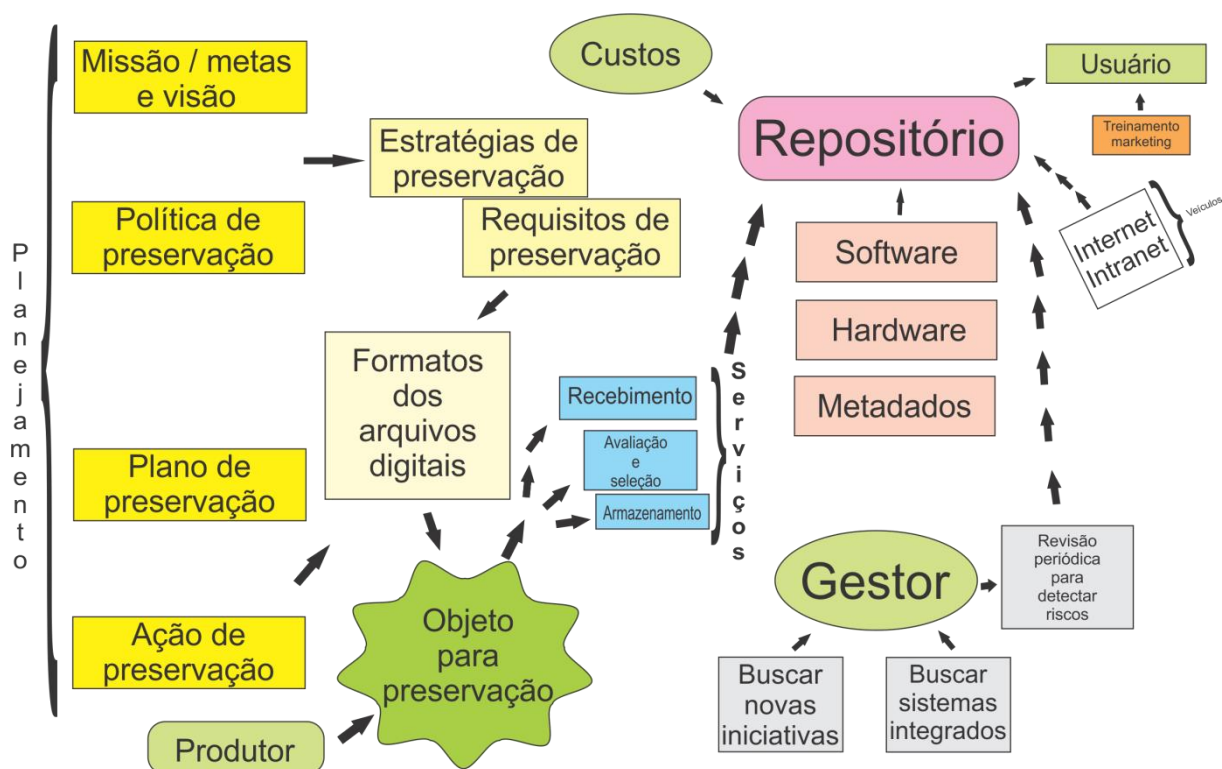 Planejamento
Missão / metas
e visão
Política de
preservação
Plano de
preservação
Ação de
preservação
Produtor
Estratégias de
preservação
Requisitos de
preservação
Formatos
dos
arquivos
digitais
Objeto
para
preservação
Recebimento
Avaliação
e
seleção
Armazenamento
Serviços
Custos
Repositório
Usuário
Treinamento
marketing
Internet
Intranet
Veículos
Software
Hardware
Metadados
Gestor
Revisão
periódica
para
detectar
riscos
Buscar
novas
iniciativas
Buscar
sistemas
integrados